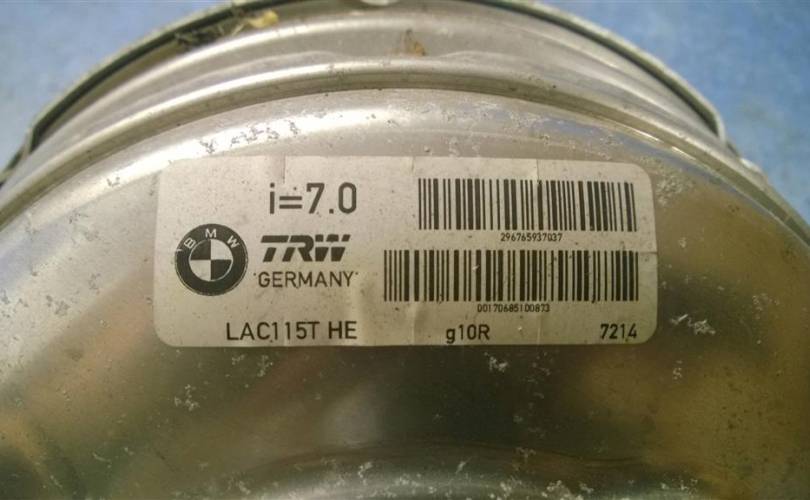 i=7.0
296765937037
BMW
TRW
GERMANY
00170685100873
LAC115T HE g10R 7214